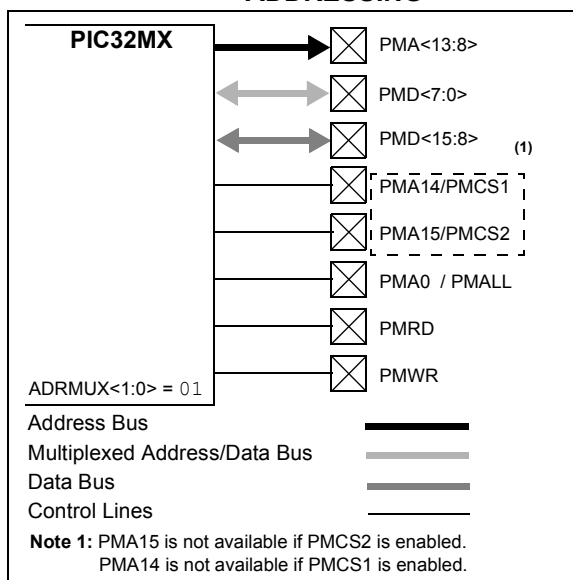 PIC32MX
PMA<13:8>
PMD<7:0>
PMD<15:8>
(1)
PMA14/PMCS1
PMA15/PMCS2
PMA0 / PMALL
PMRD
PMWR
ADRMUX<1:0> = 01
Address Bus
Multiplexed Address/Data Bus
Data Bus
Control Lines
Note 1: PMA15 is not available if PMCS2 is enabled.
PMA14 is not available if PMCS1 is enabled.